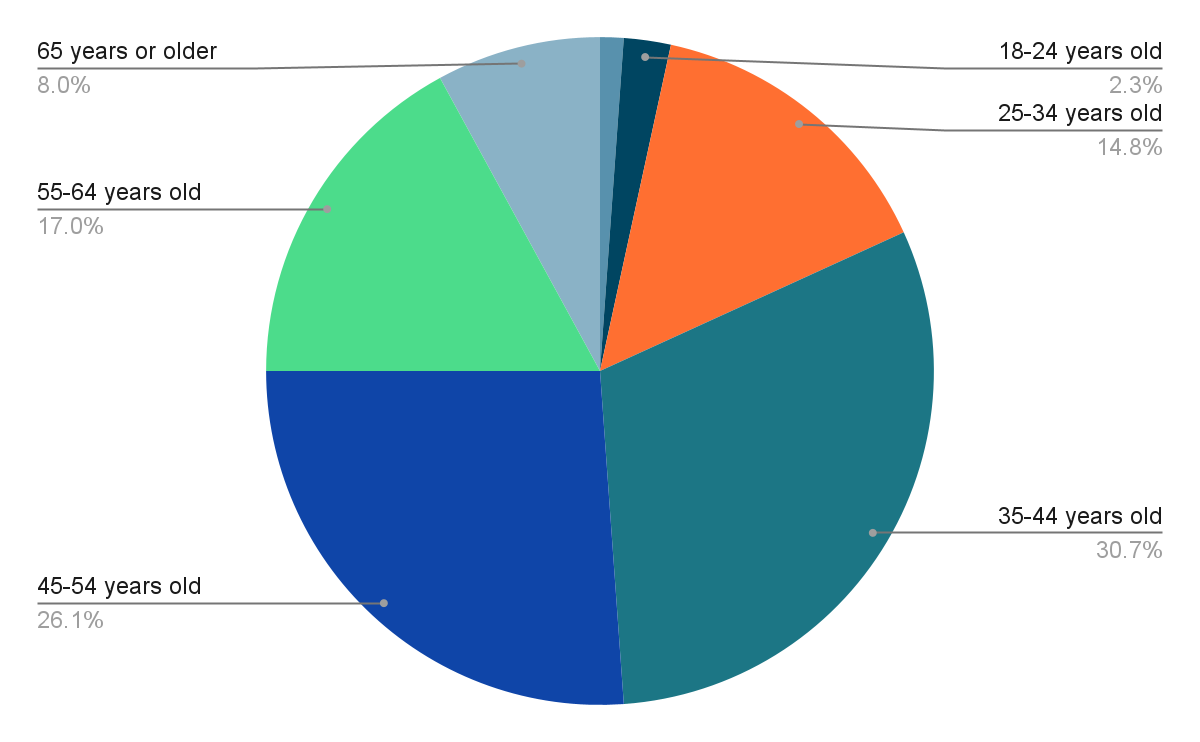 65 years or older
8.0%
55-64 years old
17.0%
45-54 years old
26.1%
18-24 years old
2.3%
25-34 years old
14.8%
35-44 years old
30.7%